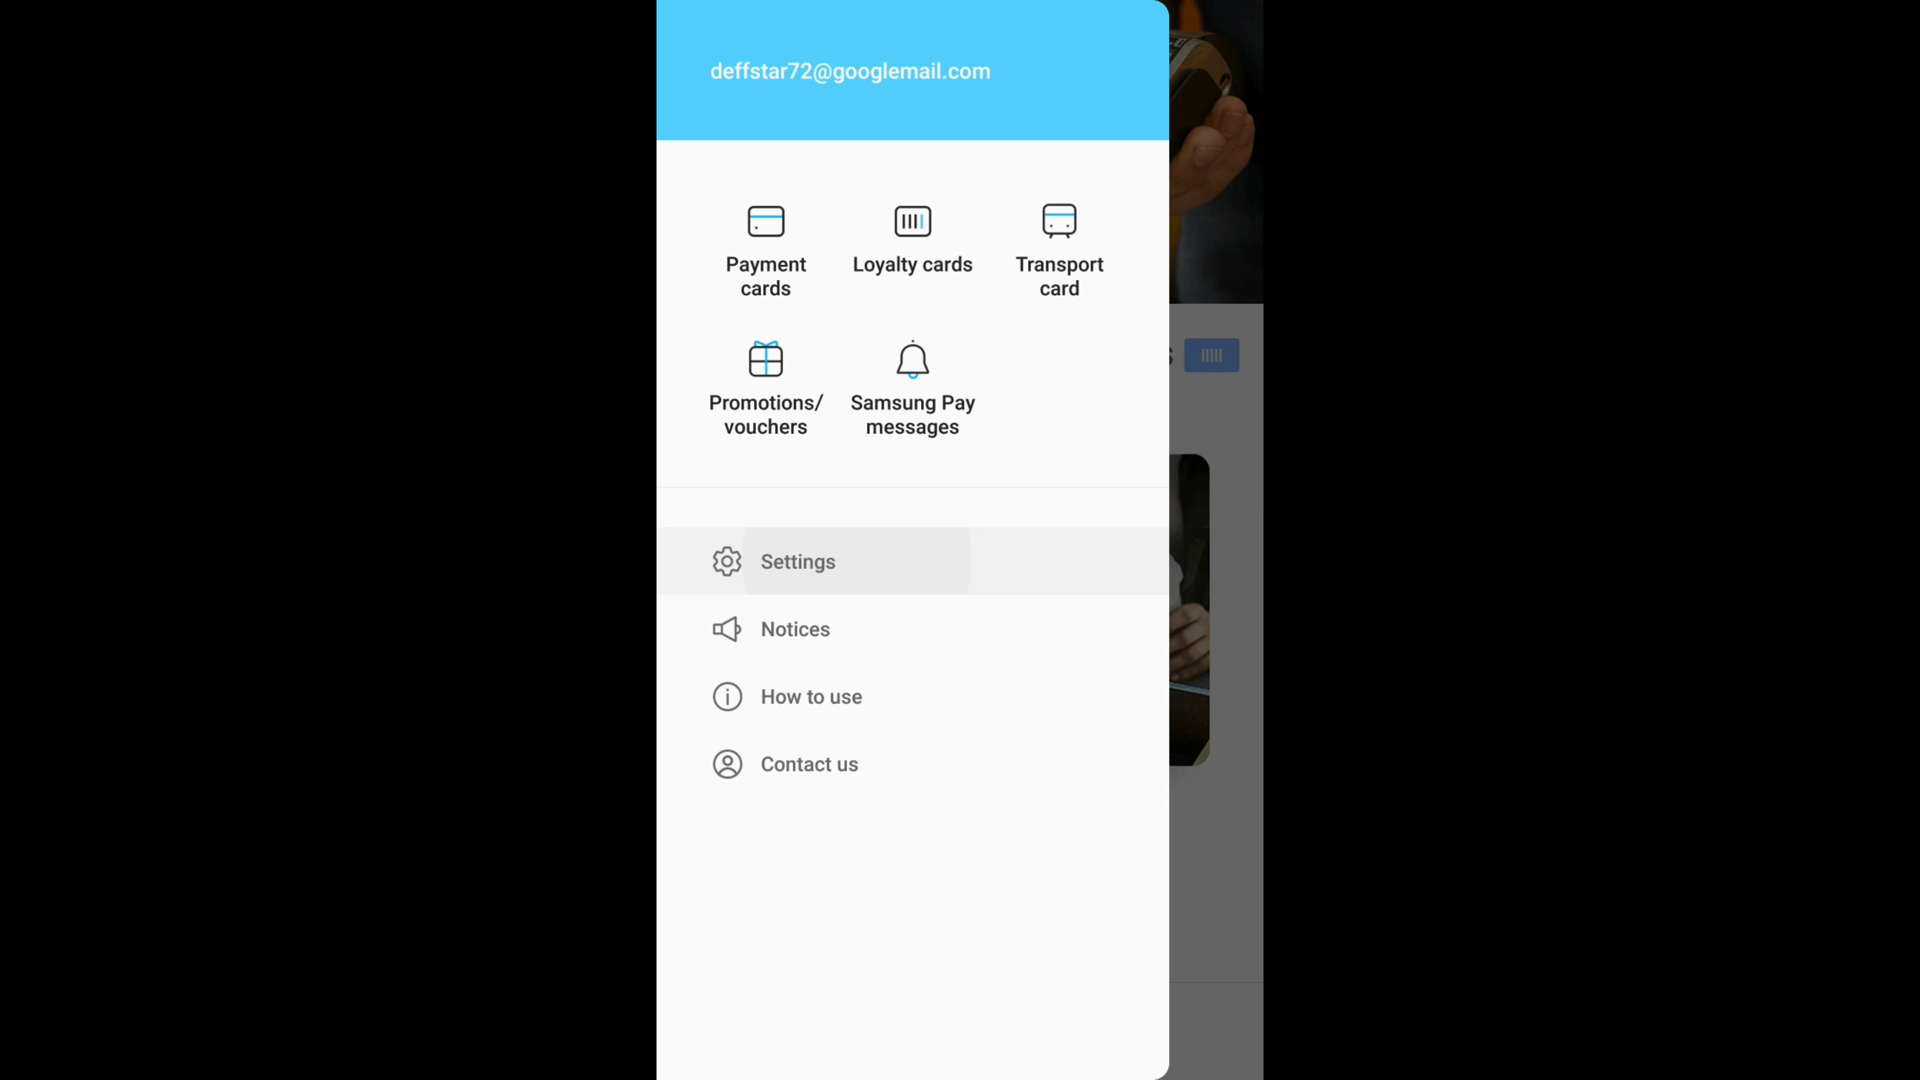 deffstar72@googlemail.com
Payment
cards
Loyalty cards
Transport
card
Promotions/
vouchers
Samsung Pay
messages
Settings
Notices
How to use
Contact us